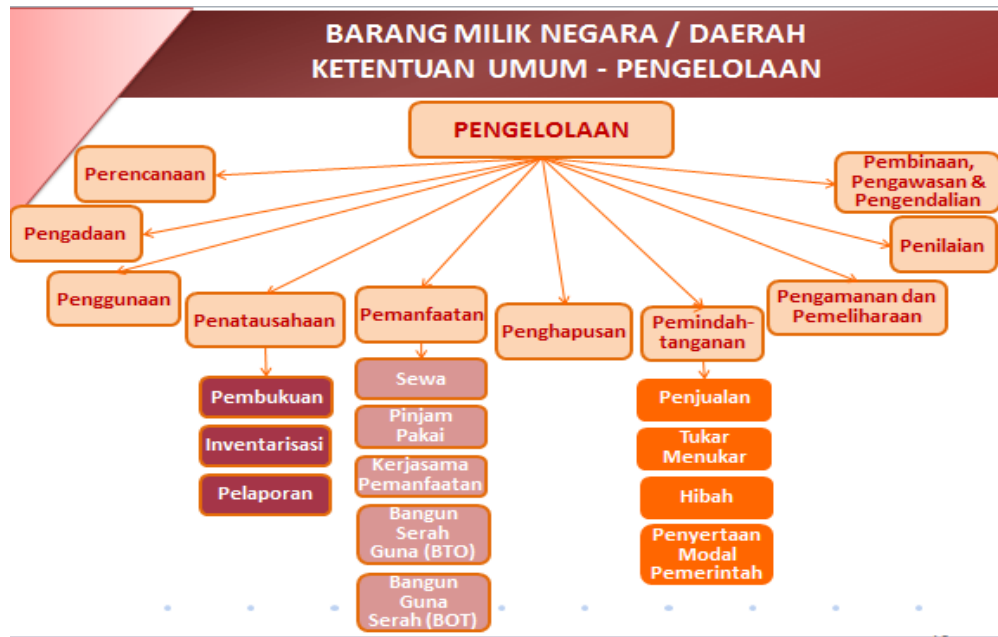 BARANG MILIK NEGARA / DAERAH
KETENTUAN UMUM - PENGELOLAAN
PENGELOLAAN
Perencanaan
Pengadaan
Penggunaan
Penatausahaan
Pembukuan
Inventarisasi
Pelaporan
Pemanfaatan
Sewa
Pinjam
Pakai
Kerjasama
Pemanfaatan
Bangun
Serah
Guna (BTO)
Bangun
Guna
Serah (BOT)
Penghapusan
Pemindah-
tanganan
Penjualan
Tukar
Menukar
Hibah
Penyertaan
Modal
Pemerintah
Pengamanan dan
Pemeliharaan
Penilaian
Pembinaan,
Pengawasan &
Pengendalian